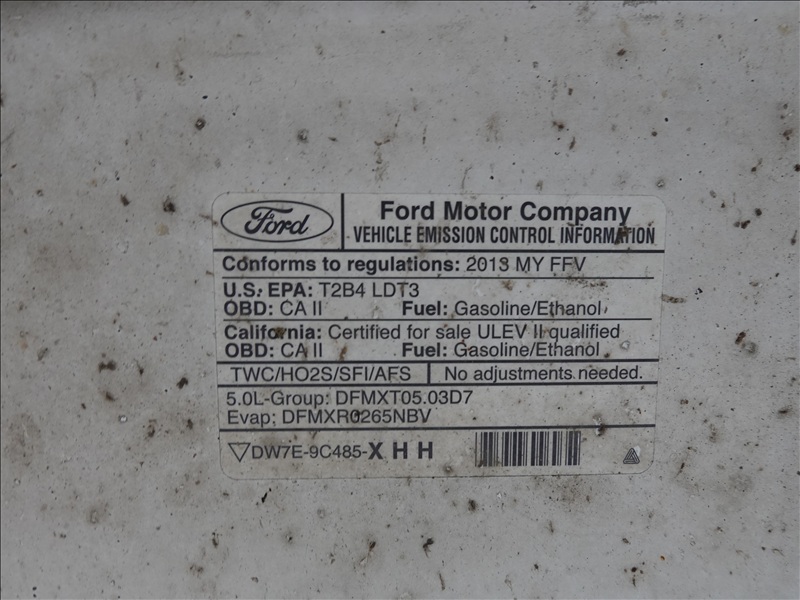 Ford
Ford Motor Company
VEHICLE EMISSION CONTROL INFORMATION
Conforms to regulations: 2013 MY FFV
U.S. EPA: T2B4 LDT3
OBD: CA II Fuel: Gasoline/Ethanol
California: Certified for sale ULEV II qualified
OBD: CA II Fuel: Gasoline/Ethanol
TWC/HO2S/SFI/AFS No adjustments needed.
5.0L-Group: DFMXT05.03D7
Evap: DFMXR0265NBV
DW7E-9C485-X H H